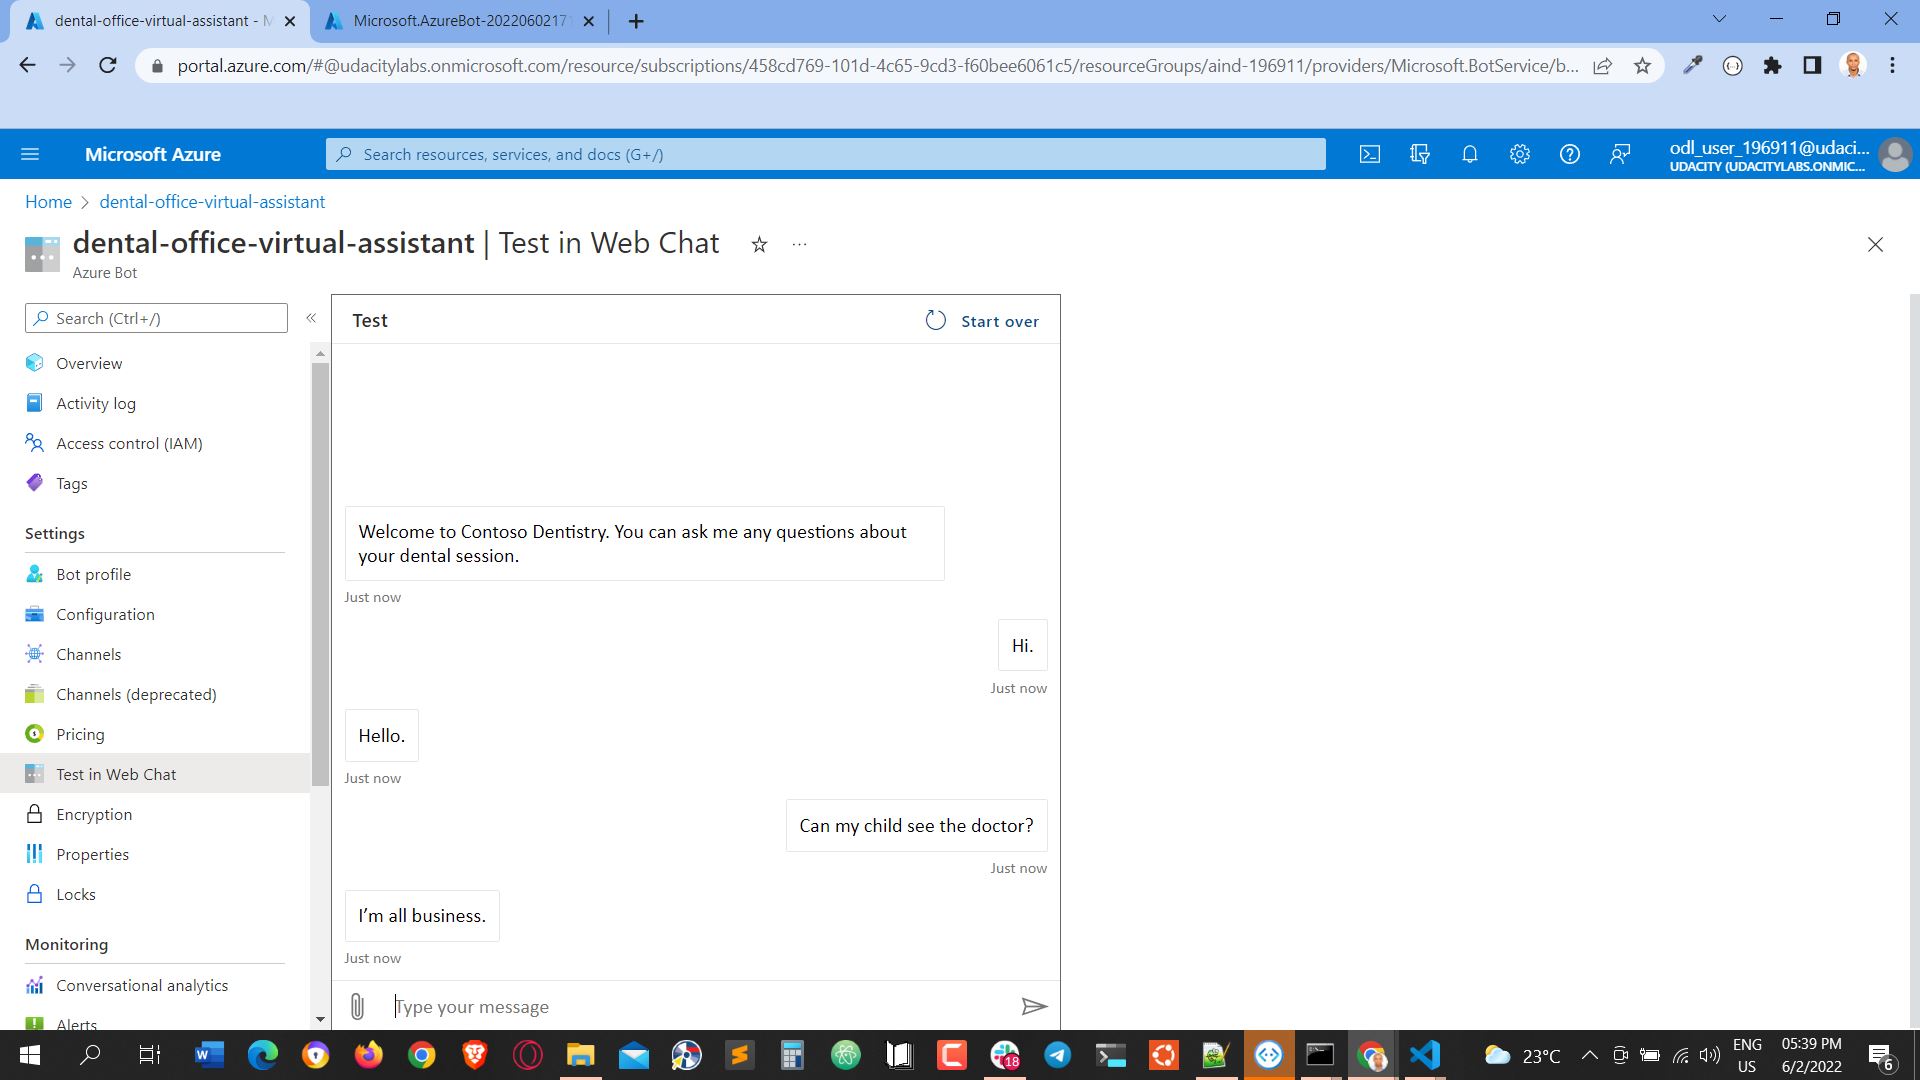 dental-office-virtual-assistant - M
Microsoft.AzureBot-2022060217
portal.azure.com/#@udacitylabs.onmicrosoft.com/resource/subscriptions/458cd769-101d-4c65-9cd3-f60bee6061c5/resourceGroups/aind-196911/providers/Microsoft.BotService/b...
Microsoft Azure
Search resources, services, and docs (G+/)
odl_user_196911@udaci...
UDACITY (UDACITYLABS.ONMIC...
Home > dental-office-virtual-assistant
dental-office-virtual-assistant | Test in Web Chat
Azure Bot
Search (Ctrl+/)
«
Overview
Activity log
Access control (IAM)
Tags
Settings
Bot profile
Configuration
Channels
Channels (deprecated)
Pricing
Test in Web Chat
Encryption
Properties
Locks
Monitoring
Conversational analytics
Alerts
Test
Start over
Welcome to Contoso Dentistry. You can ask me any questions about
your dental session.
Just now
Hi.
Just now
Hello.
Just now
Can my child see the doctor?
Just now
I'm all business.
Just now
Type your message
18
23°C
ENG
US
05:39 PM
6/2/2022
6